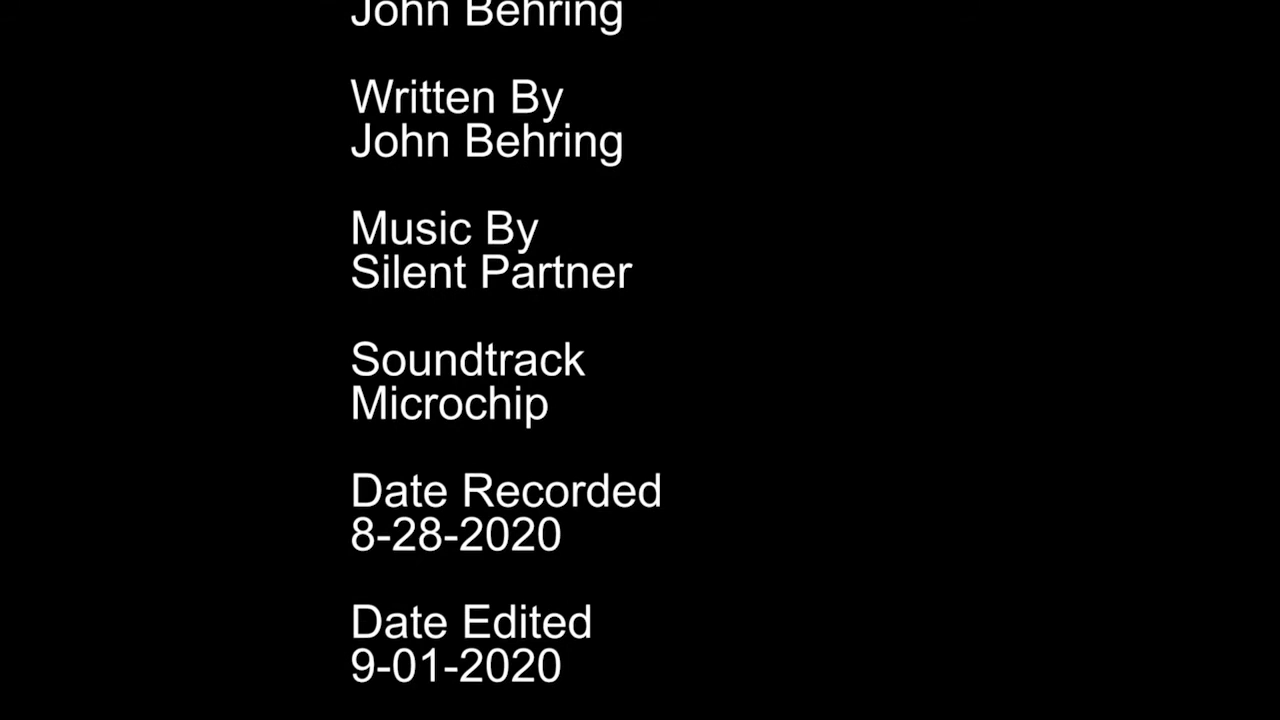 John Behring
Written By
John Behring
Music By
Silent Partner
Soundtrack
Microchip
Date Recorded
8-28-2020
Date Edited
9-01-2020